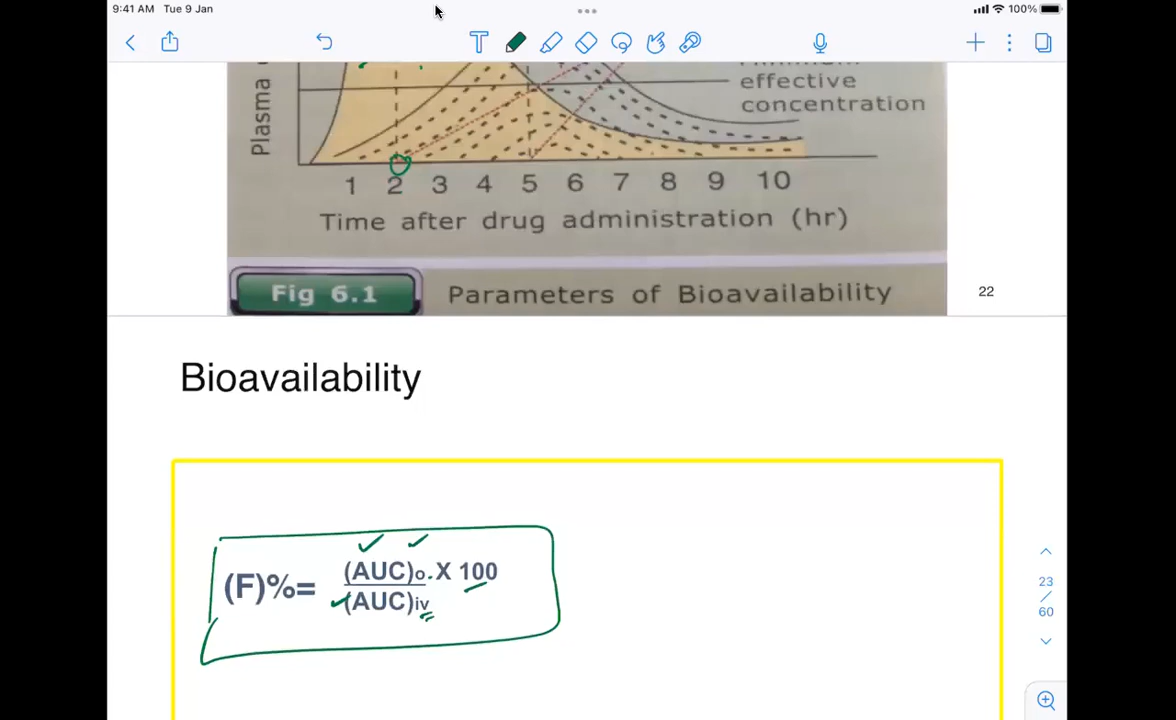 9:41 AM Tue 9 Jan
100%
effective
concentration
Plasma
1 2 3 4 5 6 7 8 9 10
Time after drug administration (hr)
Fig 6.1
Parameters of Bioavailability
22
Bioavailability
(F)%= (AUC)o. X 100
(AUC)iv
23
/
60